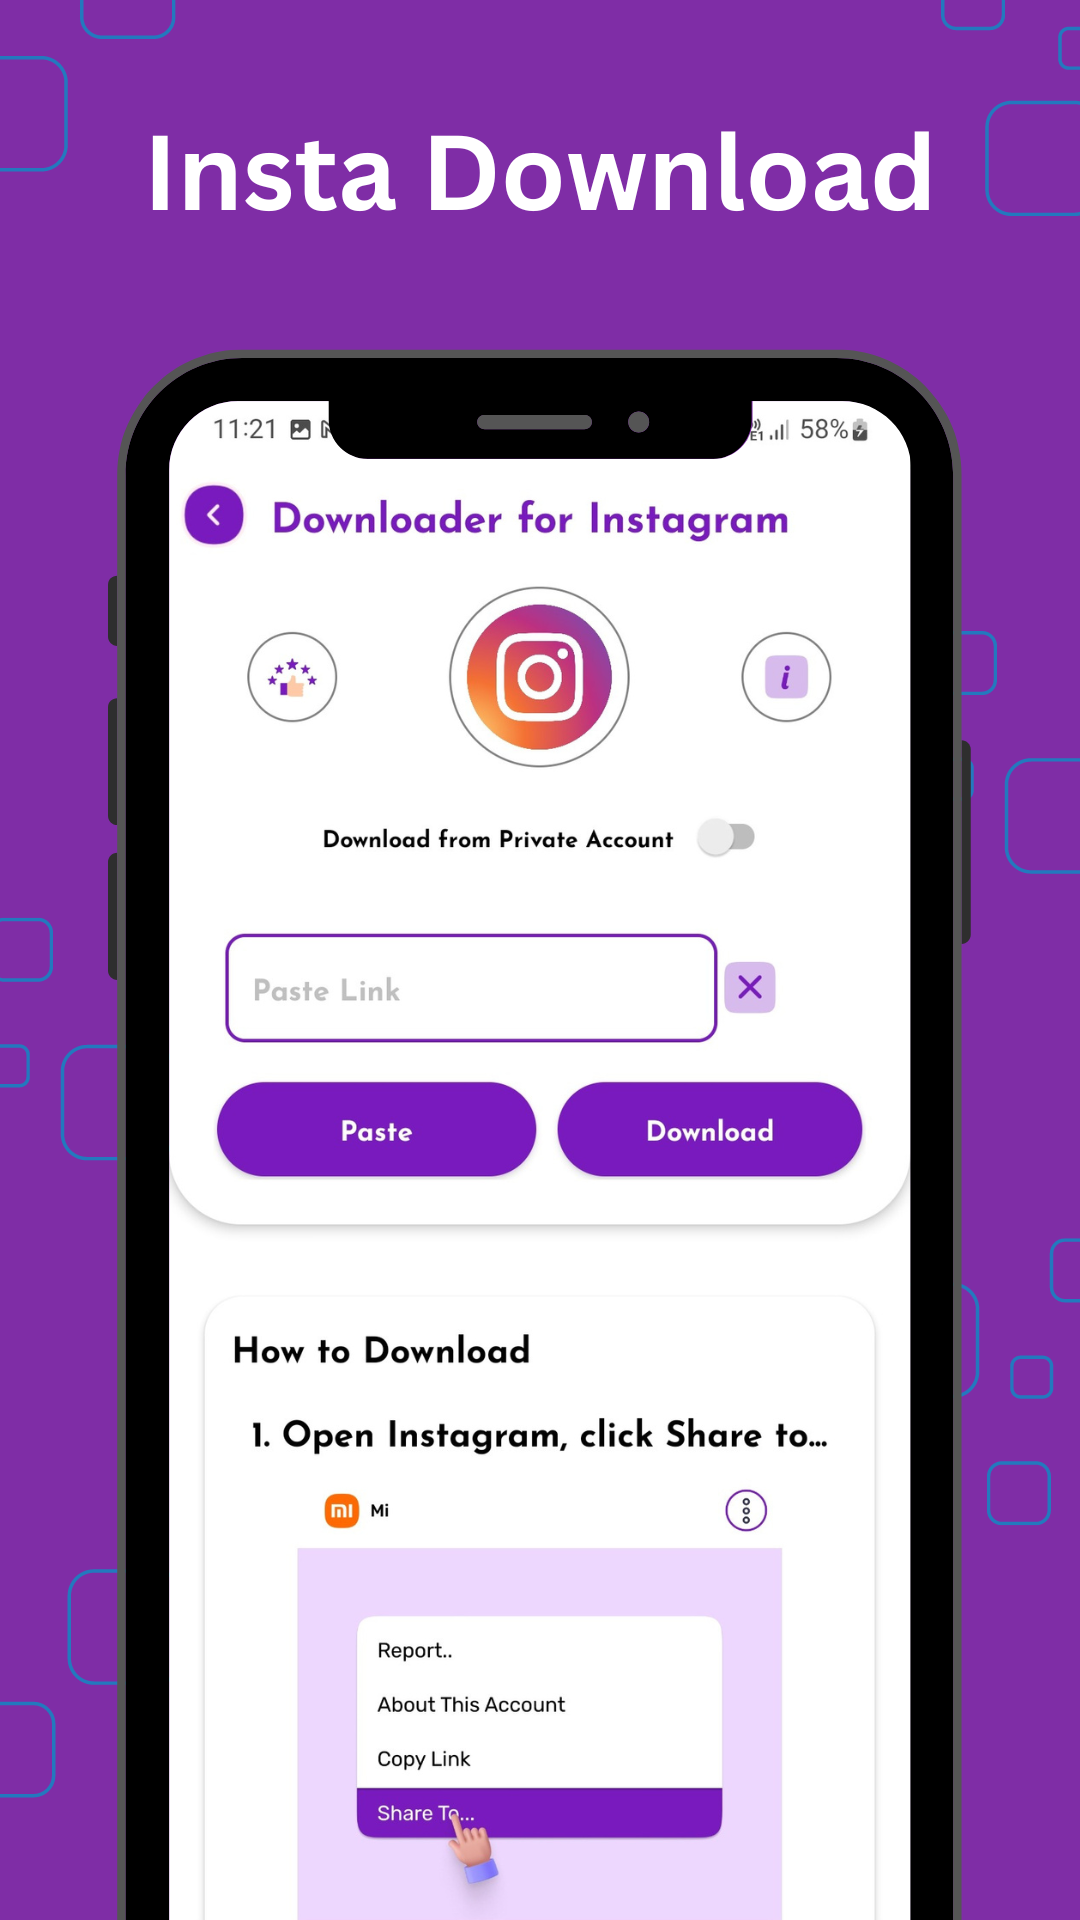 Insta Download
11:21
58%
Downloader for Instagram
i
Download from Private Account
Paste Link
Paste
Download
How to Download
1. Open Instagram, click Share to...
Mi
Report..
About This Account
Copy Link
Share To...